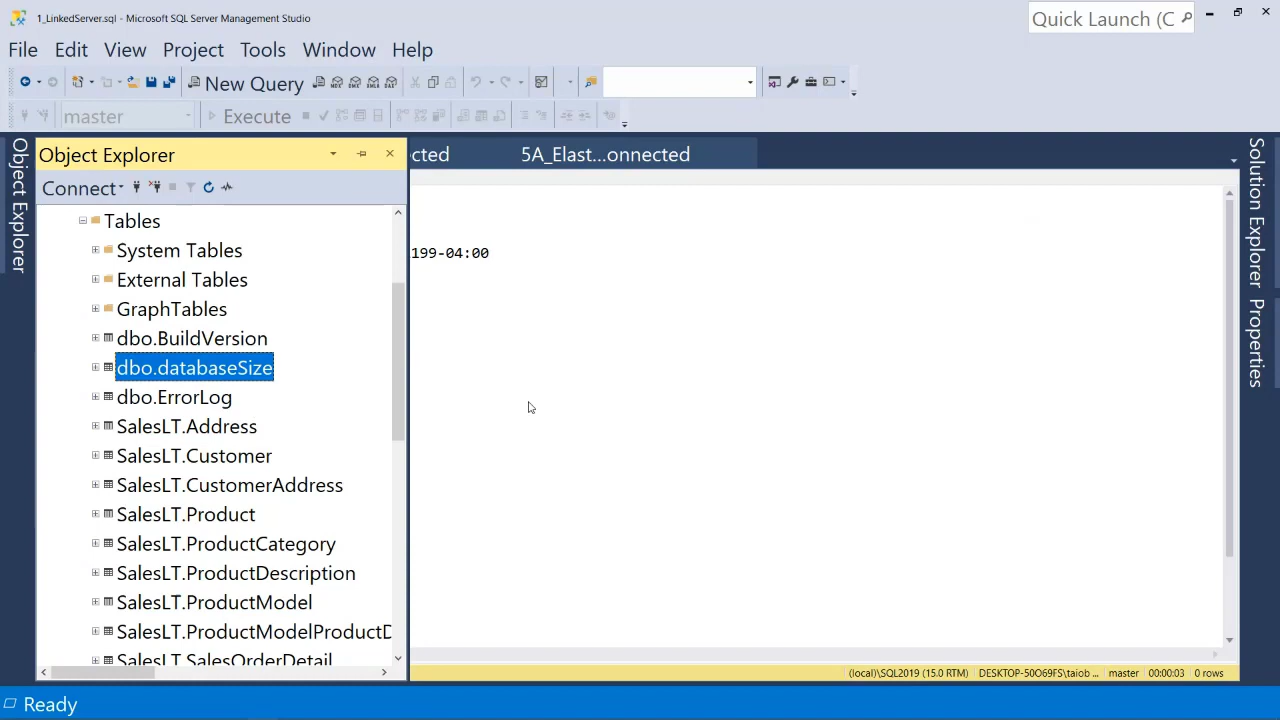 1_LinkedServer.sql - Microsoft SQL Server Management Studio
Quick Launch (C
File Edit View Project Tools Window Help
New Query
master
Execute
Object Explorer
Object Explorer
cted
5A_Elast...onnected
Connect
Tables
System Tables
External Tables
GraphTables
dbo.BuildVersion
dbo.databaseSize
dbo.ErrorLog
SalesLT.Address
SalesLT.Customer
SalesLT.CustomerAddress
SalesLT.Product
SalesLT.ProductCategory
SalesLT.ProductDescription
SalesLT.ProductModel
SalesLT.ProductModelProductD
SalesLT.SalesOrderDetail
199-04:00
Solution Explorer
Properties
(local)\SQL2019 (15.0 RTM) DESKTOP-50O69FS\taiob ... master 00:00:03 0 rows
Ready